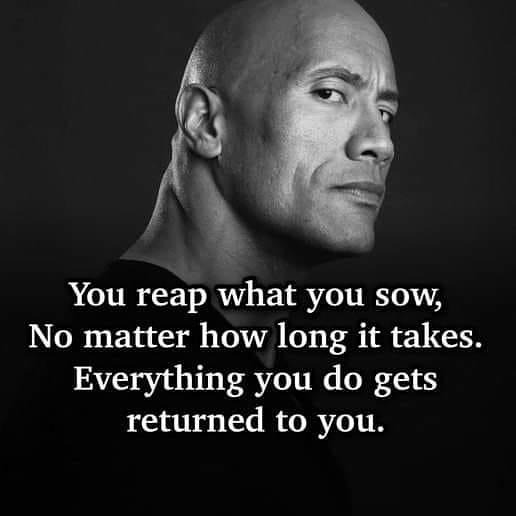 You reap what you sow,
No matter how long it takes.
Everything you do gets
returned to you.